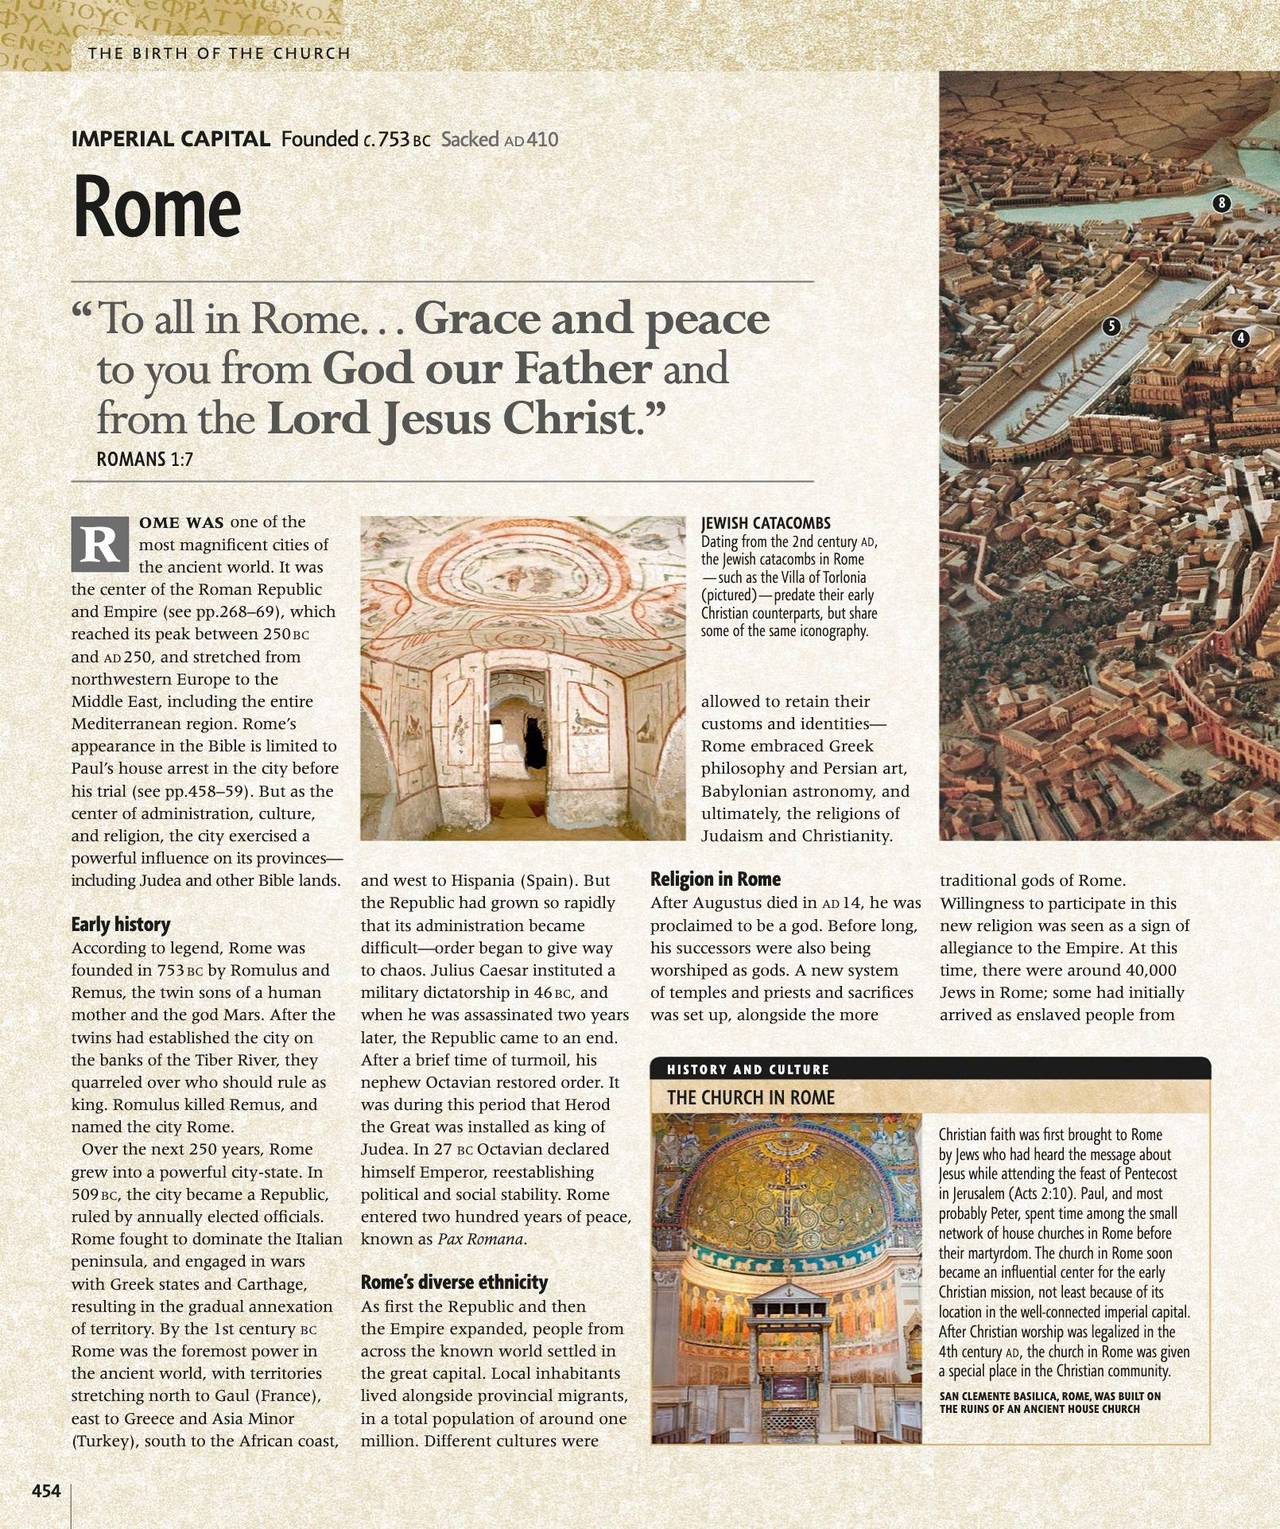 THE BIRTH OF THE CHURCH
IMPERIAL CAPITAL Founded c.753 BC Sacked AD 410
Rome
“To all in Rome... Grace and peace
to you from God our Father and
from the Lord Jesus Christ.”
ROMANS 1:7
ROME WAS one of the
most magnificent cities of
the ancient world. It was
the center of the Roman Republic
and Empire (see pp.268–69), which
reached its peak between 250 BC
and AD 250, and stretched from
northwestern Europe to the
Middle East, including the entire
Mediterranean region. Rome’s
appearance in the Bible is limited to
Paul’s house arrest in the city before
his trial (see pp.458–59). But as the
center of administration, culture,
and religion, the city exercised a
powerful influence on its provinces—
including Judea and other Bible lands.
Early history
According to legend, Rome was
founded in 753 BC by Romulus and
Remus, the twin sons of a human
mother and the god Mars. After the
twins had established the city on
the banks of the Tiber River, they
quarreled over who should rule as
king. Romulus killed Remus, and
named the city Rome.
Over the next 250 years, Rome
grew into a powerful city-state. In
509 BC, the city became a Republic,
ruled by annually elected officials.
Rome fought to dominate the Italian
peninsula, and engaged in wars
with Greek states and Carthage,
resulting in the gradual annexation
of territory. By the 1st century BC
Rome was the foremost power in
the ancient world, with territories
stretching north to Gaul (France),
east to Greece and Asia Minor
(Turkey), south to the African coast,
and west to Hispania (Spain). But
the Republic had grown so rapidly
that its administration became
difficult—order began to give way
to chaos. Julius Caesar instituted a
military dictatorship in 46 BC, and
when he was assassinated two years
later, the Republic came to an end.
After a brief time of turmoil, his
nephew Octavian restored order. It
was during this period that Herod
the Great was installed as king of
Judea. In 27 BC Octavian declared
himself Emperor, reestablishing
political and social stability. Rome
entered two hundred years of peace,
known as Pax Romana.
Rome’s diverse ethnicity
As first the Republic and then
the Empire expanded, people from
across the known world settled in
the great capital. Local inhabitants
lived alongside provincial migrants,
in a total population of around one
million. Different cultures were
JEWISH CATACOMBS
Dating from the 2nd century AD,
the Jewish catacombs in Rome
—such as the Villa of Torlonia
(pictured)—predate their early
Christian counterparts, but share
some of the same iconography.
allowed to retain their
customs and identities—
Rome embraced Greek
philosophy and Persian art,
Babylonian astronomy, and
ultimately, the religions of
Judaism and Christianity.
Religion in Rome
After Augustus died in AD 14, he was
proclaimed to be a god. Before long,
his successors were also being
worshiped as gods. A new system
of temples and priests and sacrifices
was set up, alongside the more
traditional gods of Rome.
Willingness to participate in this
new religion was seen as a sign of
allegiance to the Empire. At this
time, there were around 40,000
Jews in Rome; some had initially
arrived as enslaved people from
8
5
4
HISTORY AND CULTURE
THE CHURCH IN ROME
Christian faith was first brought to Rome
by Jews who had heard the message about
Jesus while attending the feast of Pentecost
in Jerusalem (Acts 2:10). Paul, and most
probably Peter, spent time among the small
network of house churches in Rome before
their martyrdom. The church in Rome soon
became an influential center for the early
Christian mission, not least because of its
location in the well-connected imperial capital.
After Christian worship was legalized in the
4th century AD, the church in Rome was given
a special place in the Christian community.
SAN CLEMENTE BASILICA, ROME, WAS BUILT ON
THE RUINS OF AN ANCIENT HOUSE CHURCH
454